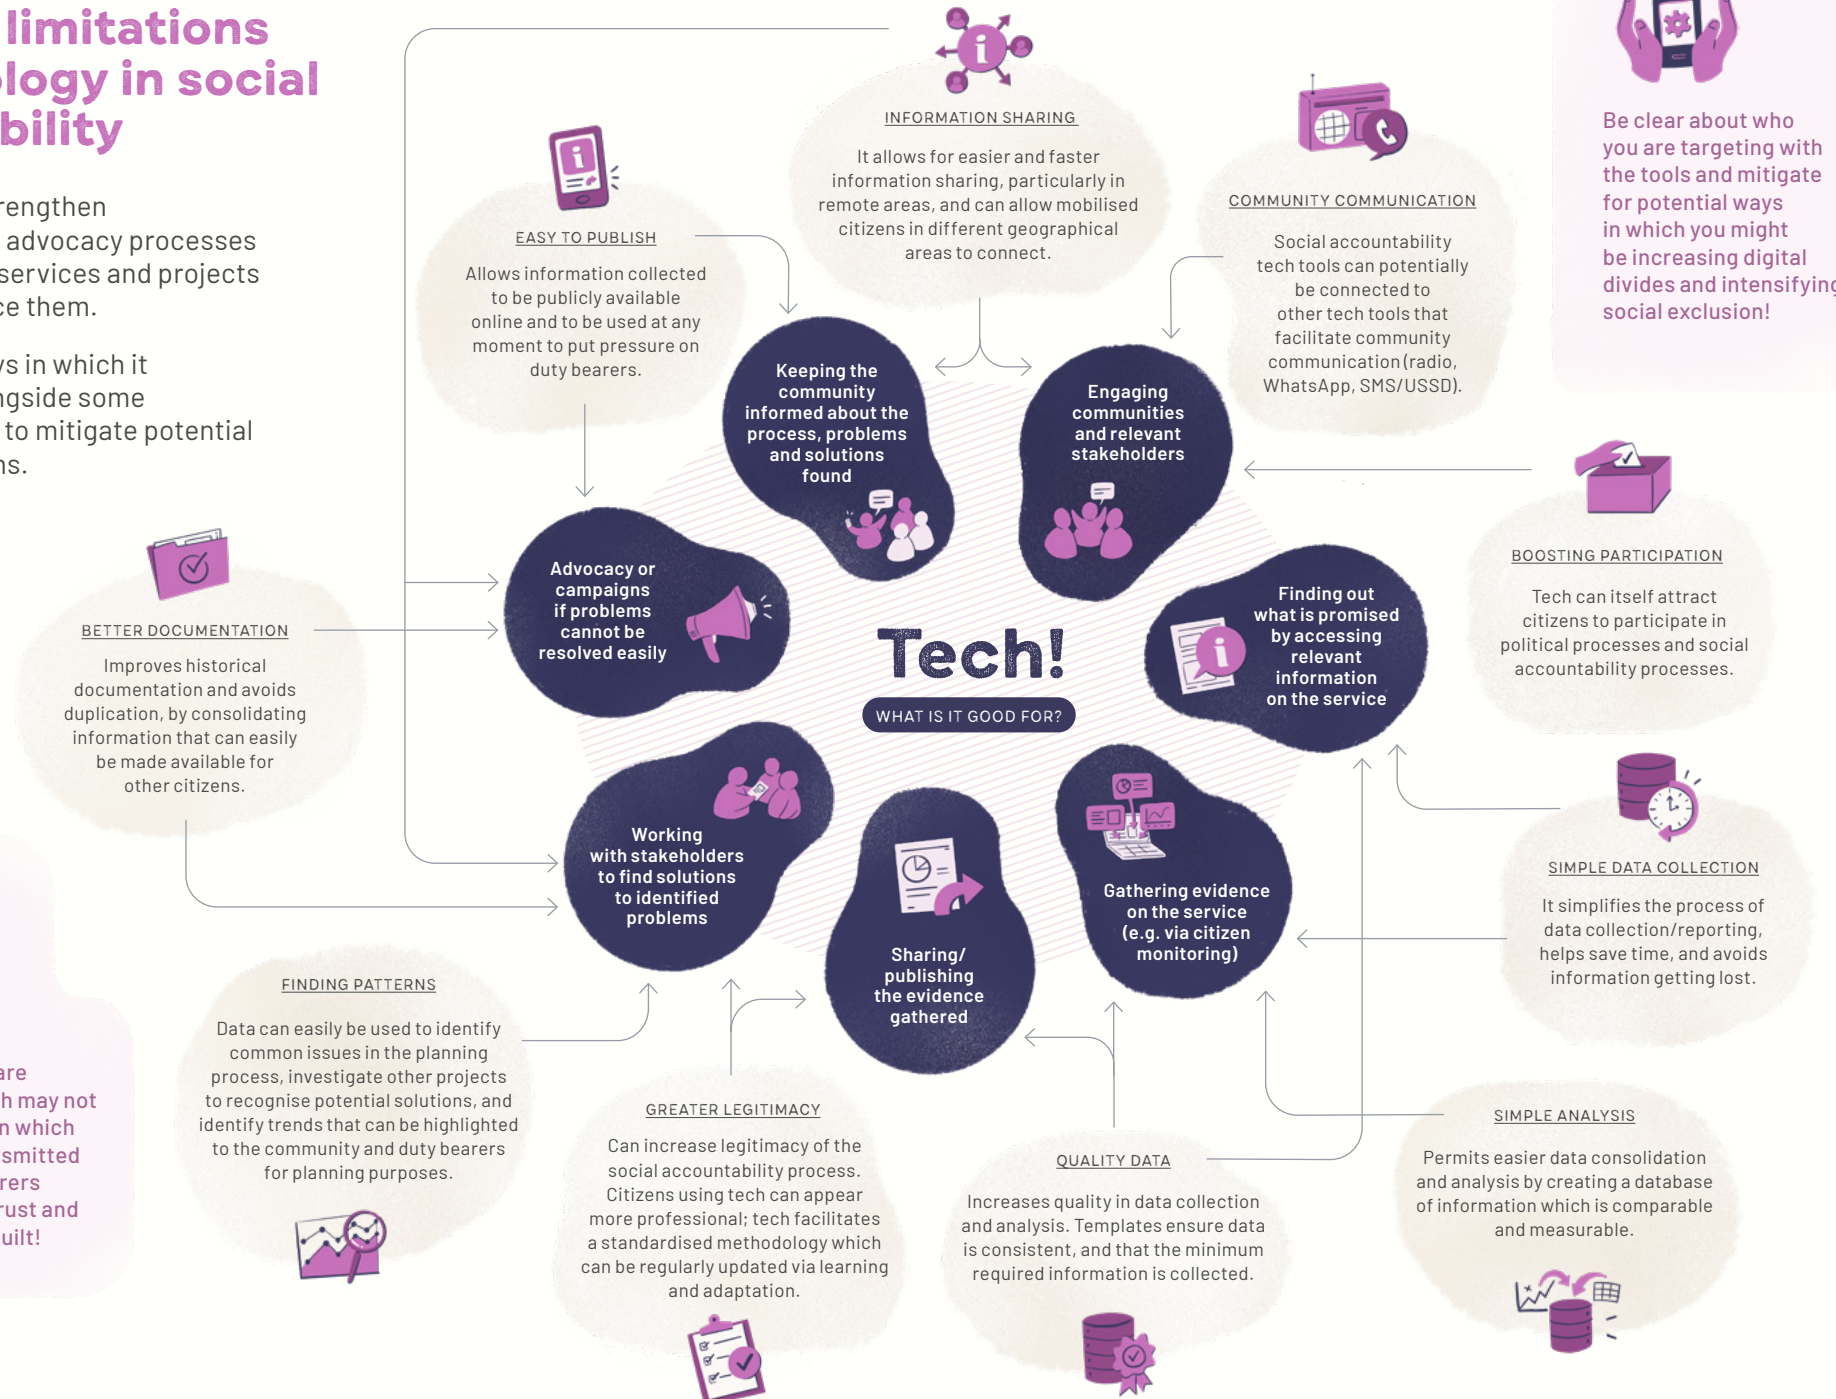 limitations
ology in social
bility
rengthen
advocacy processes
services and projects
ce them.
ys in which it
ngside some
to mitigate potential
ns.
INFORMATION SHARING
It allows for easier and faster
information sharing, particularly in
remote areas, and can allow mobilised
citizens in different geographical
areas to connect.
EASY TO PUBLISH
Allows information collected
to be publicly available
online and to be used at any
moment to put pressure on
duty bearers.
COMMUNITY COMMUNICATION
Social accountability
tech tools can potentially
be connected to
other tech tools that
facilitate community
communication (radio,
WhatsApp, SMS/USSD).
Be clear about who
you are targeting with
the tools and mitigate
for potential ways
in which you might
be increasing digital
divides and intensifying
social exclusion!
Keeping the
community
informed about the
process, problems
and solutions
found
Engaging
communities
and relevant
stakeholders
BOOSTING PARTICIPATION
Tech can itself attract
citizens to participate in
political processes and social
accountability processes.
Advocacy or
campaigns
if problems
cannot be
resolved easily
Finding out
what is promised
by accessing
relevant
information
on the service
Tech!
WHAT IS IT GOOD FOR?
BETTER DOCUMENTATION
Improves historical
documentation and avoids
duplication, by consolidating
information that can easily
be made available for
other citizens.
Working
with stakeholders
to find solutions
to identified
problems
Sharing/
publishing
the evidence
gathered
Gathering evidence
on the service
(e.g. via citizen
monitoring)
SIMPLE DATA COLLECTION
It simplifies the process of
data collection/reporting,
helps save time, and avoids
information getting lost.
FINDING PATTERNS
Data can easily be used to identify
common issues in the planning
process, investigate other projects
to recognise potential solutions, and
identify trends that can be highlighted
to the community and duty bearers
for planning purposes.
are
h may not
n which
smitted
rers
rust and
uilt!
GREATER LEGITIMACY
Can increase legitimacy of the
social accountability process.
Citizens using tech can appear
more professional; tech facilitates
a standardised methodology which
can be regularly updated via learning
and adaptation.
QUALITY DATA
Increases quality in data collection
and analysis. Templates ensure data
is consistent, and that the minimum
required information is collected.
SIMPLE ANALYSIS
Permits easier data consolidation
and analysis by creating a database
of information which is comparable
and measurable.